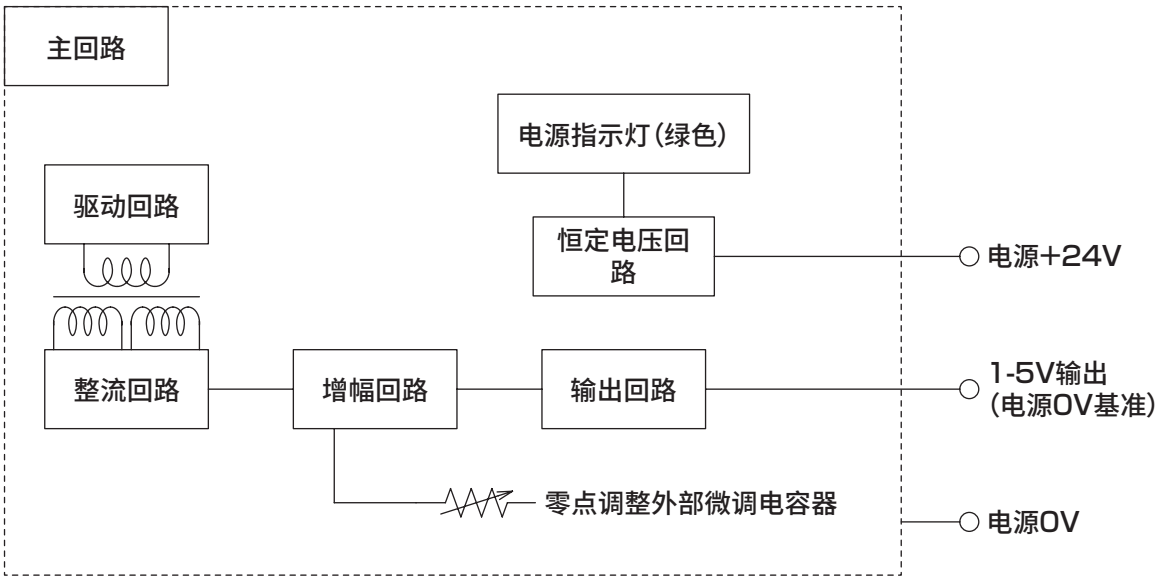 主回路
电源指示灯(绿色)
驱动回路
恒定电压回
路
电源+24V
整流回路
增幅回路
输出回路
1-5V输出
(电源0V基准)
零点调整外部微调电容器
电源0V